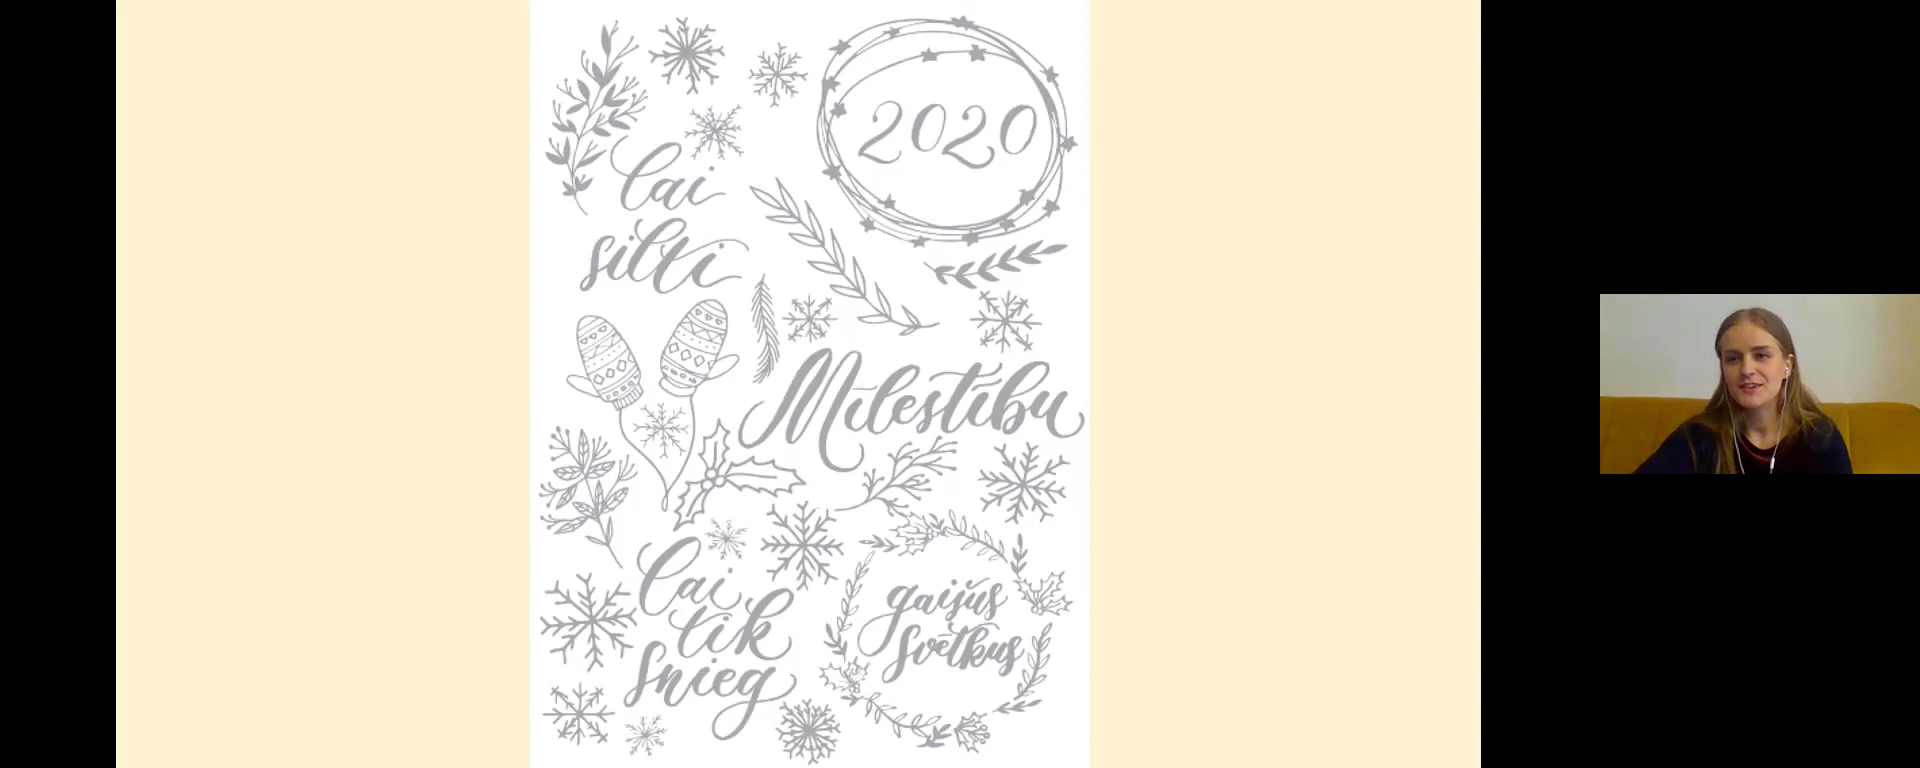 2020
lai
silti
Mīlestību
lai
tik
snieg
gaišus
svētkus